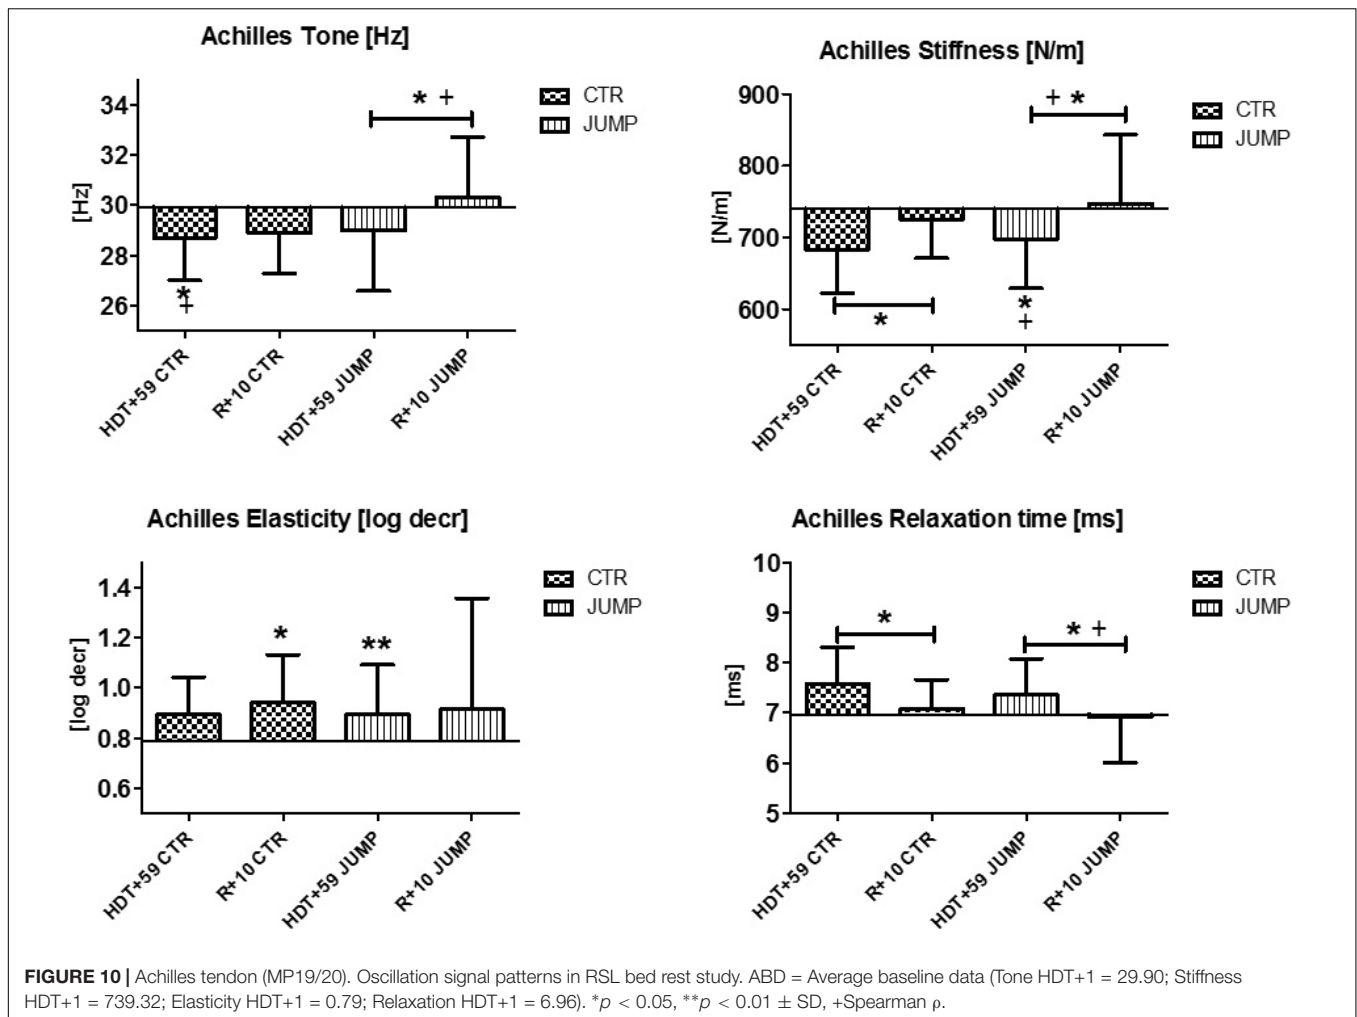 Achilles Tone [Hz]
CTR
JUMP
* +
[Hz]
34
32
30
28
26
*
+
HDT+59 CTR
R+10 CTR
HDT+59 JUMP
R+10 JUMP
Achilles Stiffness [N/m]
CTR
JUMP
+ *
[N/m]
900
800
700
600
*
*
+
HDT+59 CTR
R+10 CTR
HDT+59 JUMP
R+10 JUMP
Achilles Elasticity [log decr]
CTR
JUMP
[log decr]
1.4
1.2
1.0
0.8
0.6
*
**
HDT+59 CTR
R+10 CTR
HDT+59 JUMP
R+10 JUMP
Achilles Relaxation time [ms]
CTR
JUMP
[ms]
10
9
8
7
6
5
*
* +
HDT+59 CTR
R+10 CTR
HDT+59 JUMP
R+10 JUMP
FIGURE 10 | Achilles tendon (MP19/20). Oscillation signal patterns in RSL bed rest study. ABD = Average baseline data (Tone HDT+1 = 29.90; Stiffness
HDT+1 = 739.32; Elasticity HDT+1 = 0.79; Relaxation HDT+1 = 6.96). *p < 0.05, **p < 0.01 ± SD, +Spearman ρ.